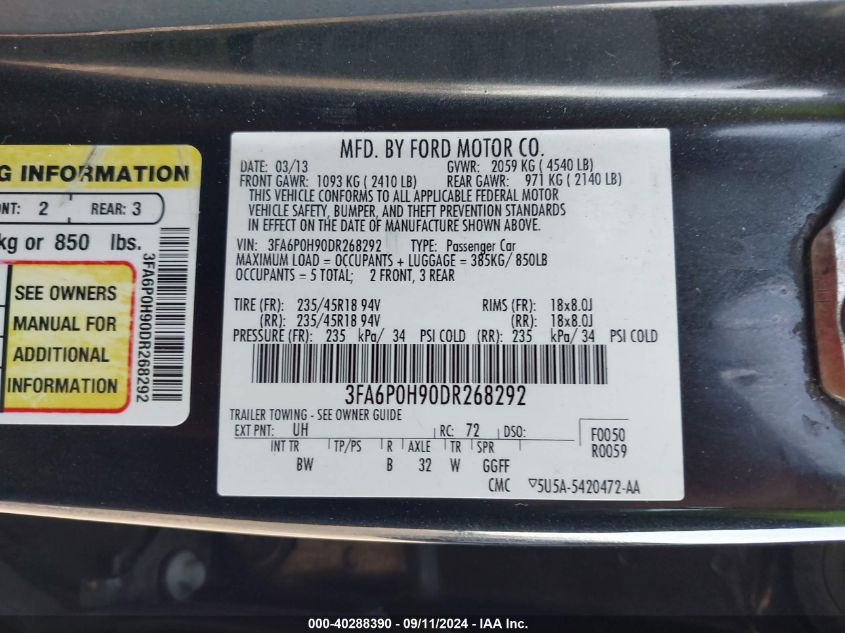 G INFORMATION
NT: 2 REAR: 3
kg or 850 lbs.
SEE OWNERS
MANUAL FOR
ADDITIONAL
INFORMATION
3FA6P0H90DR268292
MFD. BY FORD MOTOR CO.
DATE: 03/13 GVWR: 2059 KG ( 4540 LB)
FRONT GAWR: 1093 KG ( 2410 LB) REAR GAWR: 971 KG ( 2140 LB)
THIS VEHICLE CONFORMS TO ALL APPLICABLE FEDERAL MOTOR
VEHICLE SAFETY, BUMPER, AND THEFT PREVENTION STANDARDS
IN EFFECT ON THE DATE OF MANUFACTURE SHOWN ABOVE.
VIN: 3FA6P0H90DR268292 TYPE: Passenger Car
MAXIMUM LOAD = OCCUPANTS + LUGGAGE = 385KG/ 850LB
OCCUPANTS = 5 TOTAL; 2 FRONT, 3 REAR
TIRE (FR): 235/45R18 94V RIMS (FR): 18x8.0J
(RR): 235/45R18 94V (RR): 18x8.0J
PRESSURE (FR): 235 kPa/ 34 PSI COLD (RR): 235 kPa/ 34 PSI COLD
3FA6P0H90DR268292
TRAILER TOWING - SEE OWNER GUIDE
EXT PNT: UH RC: 72 DSO: F0050
INT TR TP/PS R AXLE TR SPR R0059
BW B 32 W GGFF
CMC ▽5U5A-5420472-AA
000-40288390 - 09/11/2024 - IAA Inc.